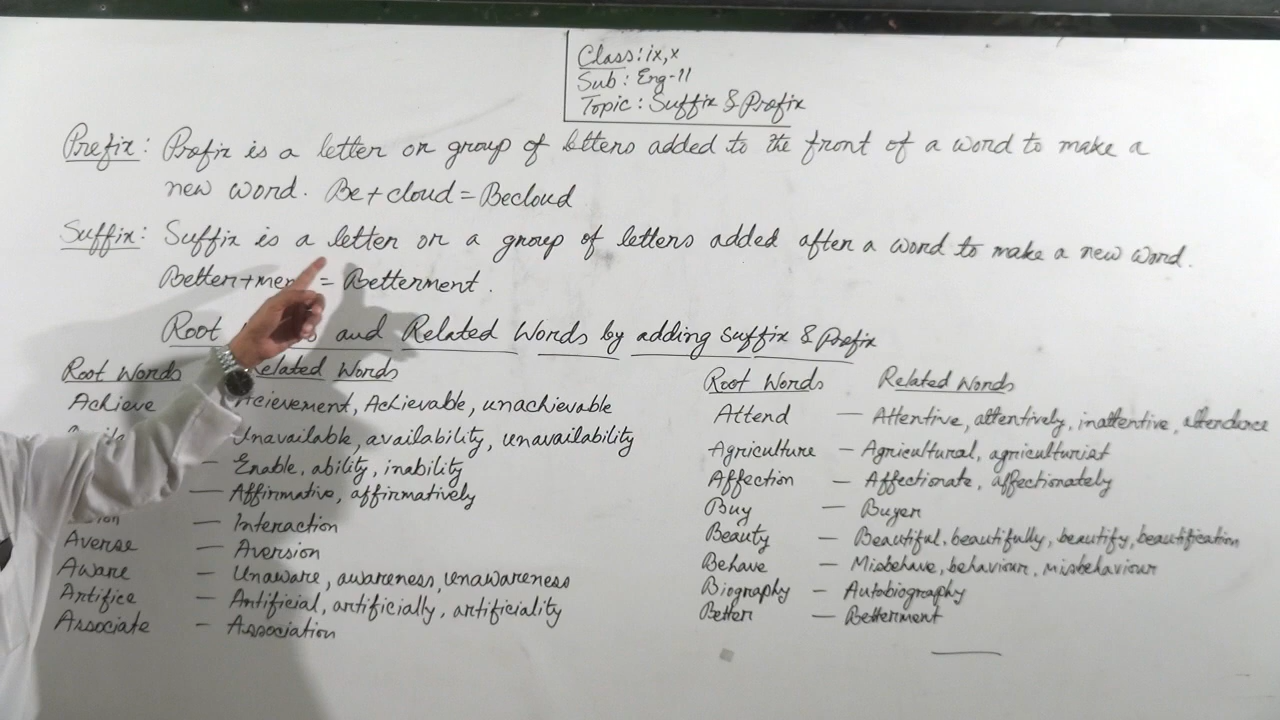 Class: ix, x
Sub : Eng-11
Topic : Suffix & Prefix
Prefix : Prefix is a letter or group of letters added to the front of a word to make a
new word. Be + cloud = Becloud
Suffix : Suffix is a letter or a group of letters added after a word to make a new word.
Better + men = Betterment .
Root and Related Words by adding suffix & Prefix
Root Words Related Words
Achieve Acievement, Achievable, unachievable
Unavailable, availability, unavailability
— Enable, ability, inability
— Affirmative, affirmatively
— Interaction
Averse — Aversion
Aware — Unaware, awareness, unawareness
Artifice — Artificial, artificially, artificiality
Associate — Association
Root Words Related Words
Attend — Attentive, attentively, inattentive, attendance
Agriculture — Agricultural, agriculturist
Affection — Affectionate, affectionately
Buy — Buyer
Beauty — Beautiful, beautifully, beautify, beautification
Behave — Misbehave, behaviour, misbehaviour
Biography — Autobiography
Better — Betterment